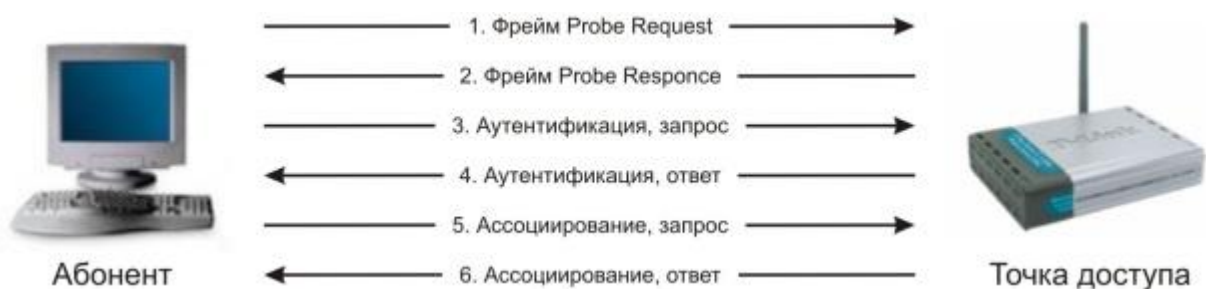 1. Фрейм Probe Request
2. Фрейм Probe Responce
3. Аутентификация, запрос
4. Аутентификация, ответ
5. Ассоциирование, запрос
6. Ассоциирование, ответ
Абонент
Точка доступа
D-Link